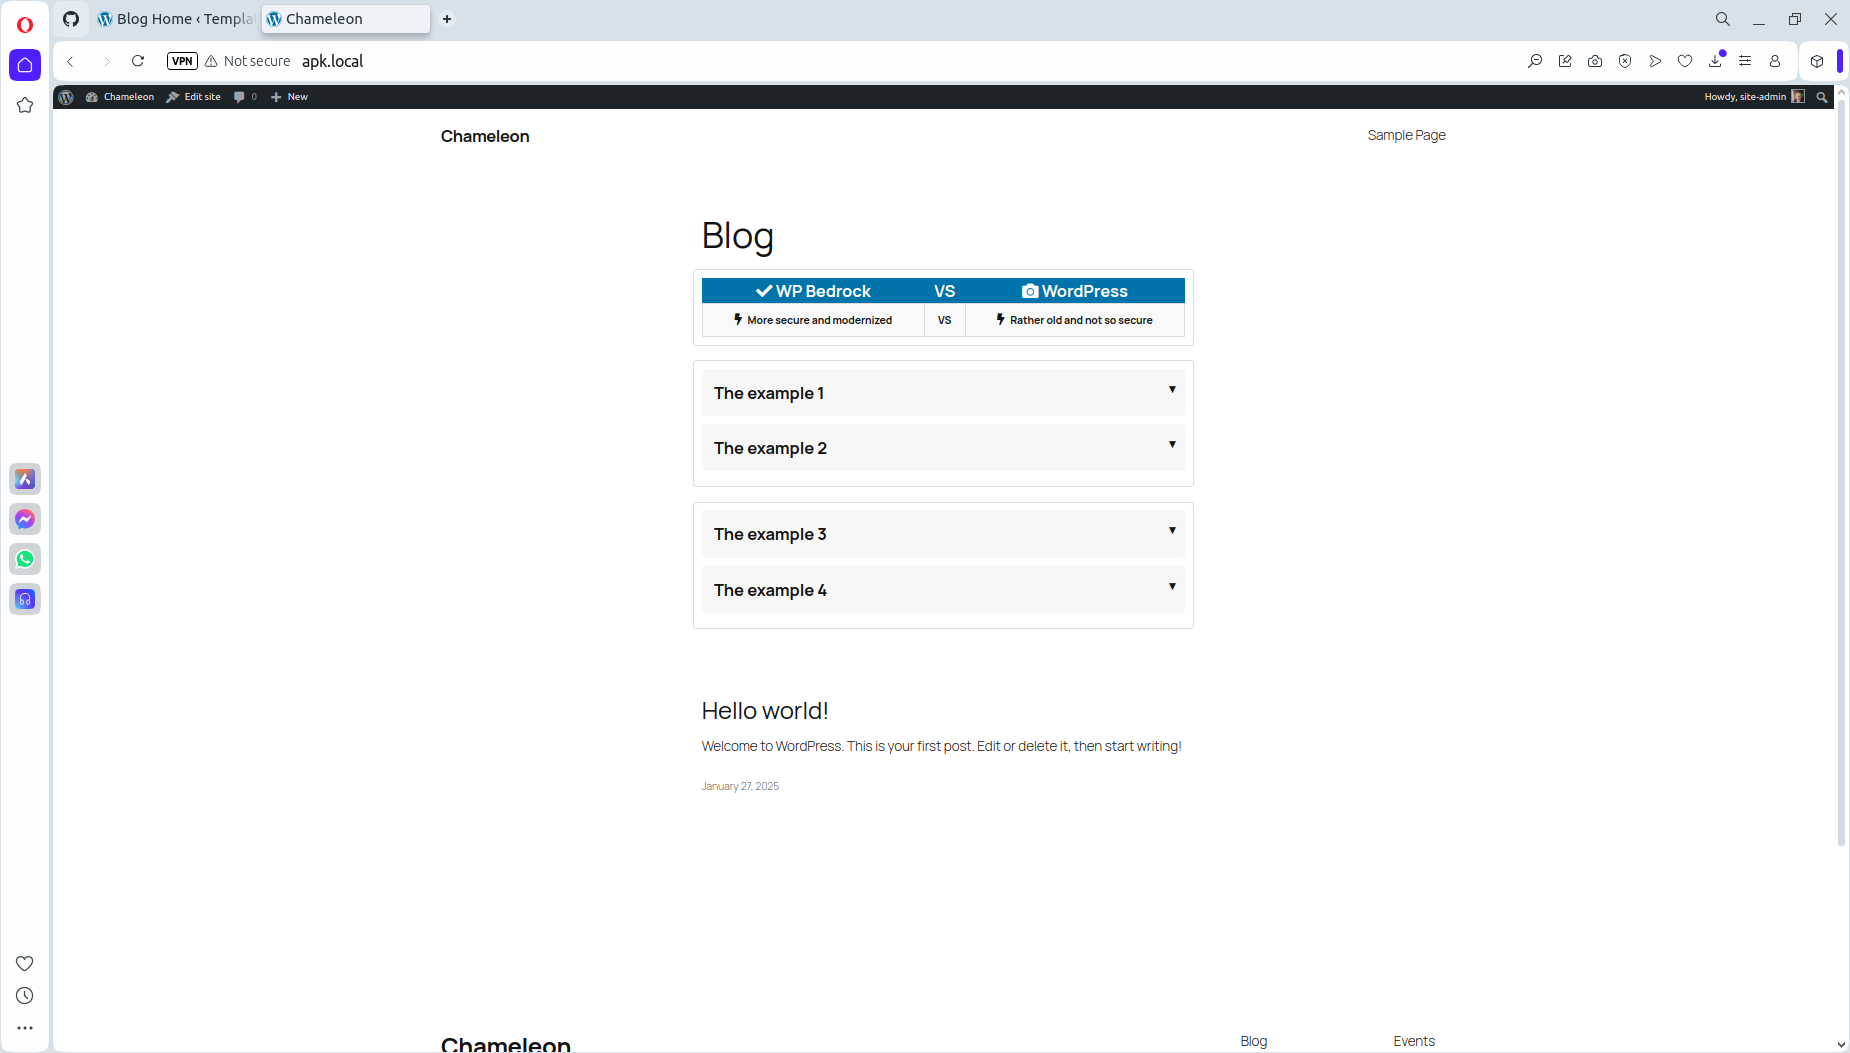 Blog Home ‹ Templa
Chameleon
VPN
Not secure
apk.local
Chameleon
Edit site
0
New
Howdy, site-admin
Chameleon
Sample Page
Blog
WP Bedrock VS WordPress
More secure and modernized VS Rather old and not so secure
The example 1
The example 2
The example 3
The example 4
Hello world!
Welcome to WordPress. This is your first post. Edit or delete it, then start writing!
January 27, 2025
Chameleon
Blog
Events